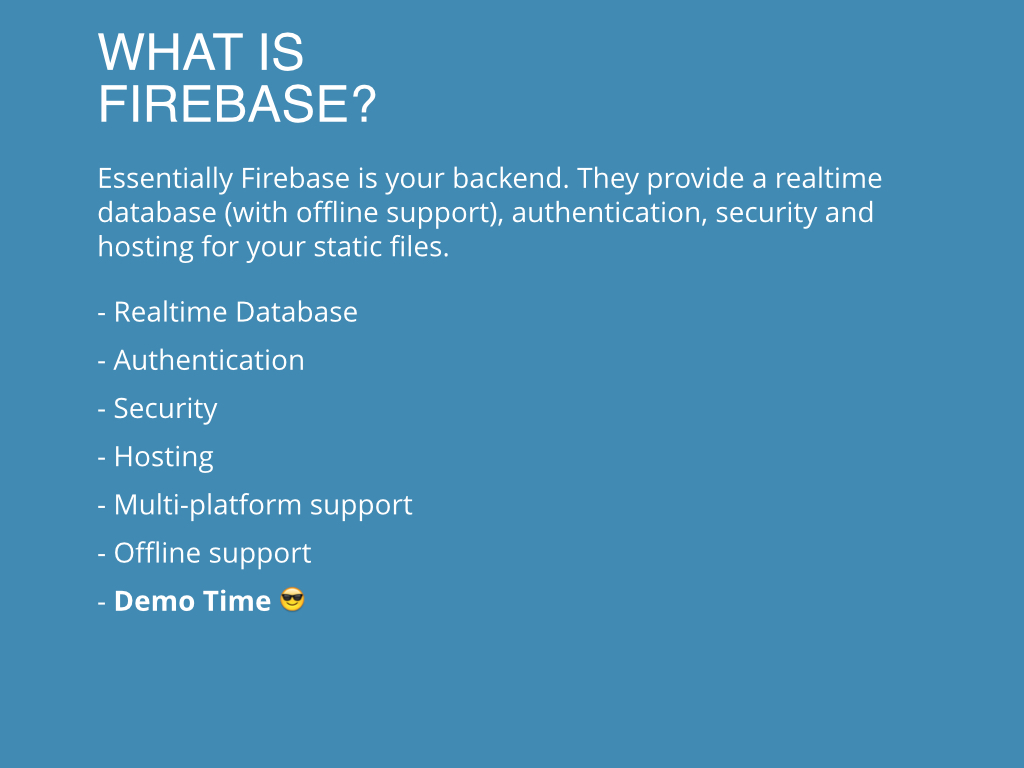 WHAT IS
FIREBASE?
Essentially Firebase is your backend. They provide a realtime
database (with offline support), authentication, security and
hosting for your static files.
- Realtime Database
- Authentication
- Security
- Hosting
- Multi-platform support
- Offline support
- Demo Time 😎